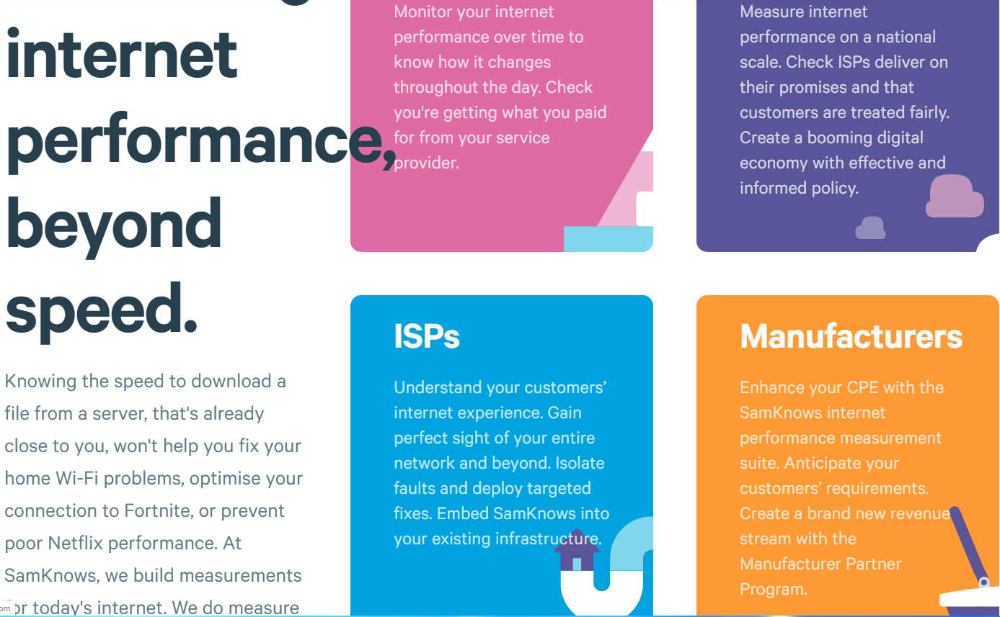 internet
performance,
beyond
speed.
Knowing the speed to download a
file from a server, that's already
close to you, won't help you fix your
home Wi-Fi problems, optimise your
connection to Fortnite, or prevent
poor Netflix performance. At
SamKnows, we build measurements
for today's internet. We do measure
om
Monitor your internet
performance over time to
know how it changes
throughout the day. Check
you're getting what you paid
for from your service
provider.
Measure internet
performance on a national
scale. Check ISPs deliver on
their promises and that
customers are treated fairly.
Create a booming digital
economy with effective and
informed policy.
ISPs
Understand your customers’
internet experience. Gain
perfect sight of your entire
network and beyond. Isolate
faults and deploy targeted
fixes. Embed SamKnows into
your existing infrastructure.
Manufacturers
Enhance your CPE with the
SamKnows internet
performance measurement
suite. Anticipate your
customers’ requirements.
Create a brand new revenue
stream with the
Manufacturer Partner
Program.